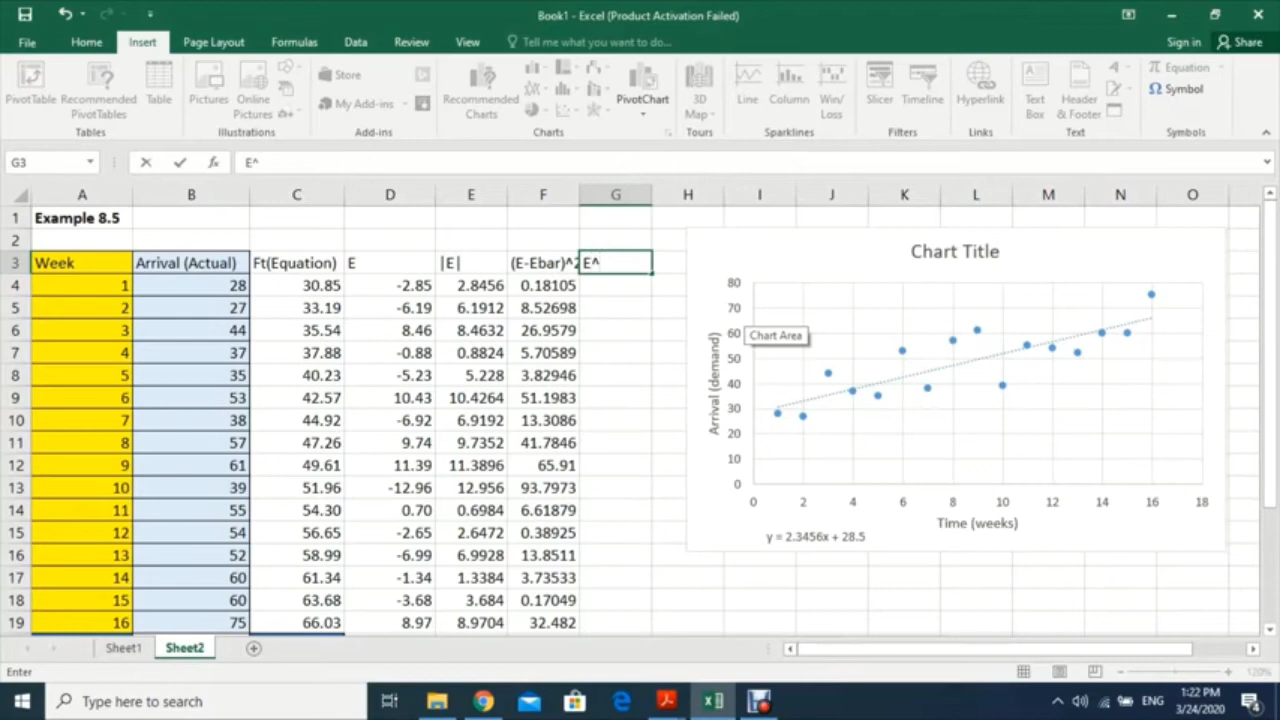 Book1 - Excel (Product Activation Failed)
File Home Insert Page Layout Formulas Data Review View Tell me what you want to do... Sign in Share
PivotTable Recommended PivotTables Table
Tables
Pictures Online Pictures
Illustrations
Store
My Add-ins
Add-ins
Recommended Charts
PivotChart
Charts
3D Map
Tours
Line Column Win/Loss
Sparklines
Slicer Timeline
Filters
Hyperlink
Links
Text Box Header & Footer
Text
Equation
Symbol
Symbols
G3 fx E^
A B C D E F G H I J K L M N O
1 Example 8.5
2
3 Week Arrival (Actual) Ft(Equation) E |E| (E-Ebar)^2 E^
4 1 28 30.85 -2.85 2.8456 0.18105
5 2 27 33.19 -6.19 6.1912 8.52698
6 3 44 35.54 8.46 8.4632 26.9579
7 4 37 37.88 -0.88 0.8824 5.70589
8 5 35 40.23 -5.23 5.228 3.82946
9 6 53 42.57 10.43 10.4264 51.1983
10 7 38 44.92 -6.92 6.9192 13.3086
11 8 57 47.26 9.74 9.7352 41.7846
12 9 61 49.61 11.39 11.3896 65.91
13 10 39 51.96 -12.96 12.956 93.7973
14 11 55 54.30 0.70 0.6984 6.61879
15 12 54 56.65 -2.65 2.6472 0.38925
16 13 52 58.99 -6.99 6.9928 13.8511
17 14 60 61.34 -1.34 1.3384 3.73533
18 15 60 63.68 -3.68 3.684 0.17049
19 16 75 66.03 8.97 8.9704 32.482
Chart Title
80
70
60
50
40
30
20
10
0
Arrival (demand)
Chart Area
0 2 4 6 8 10 12 14 16 18
Time (weeks)
y = 2.3456x + 28.5
Sheet1 Sheet2
Enter 120%
Type here to search
ENG
1:22 PM
3/24/2020
4